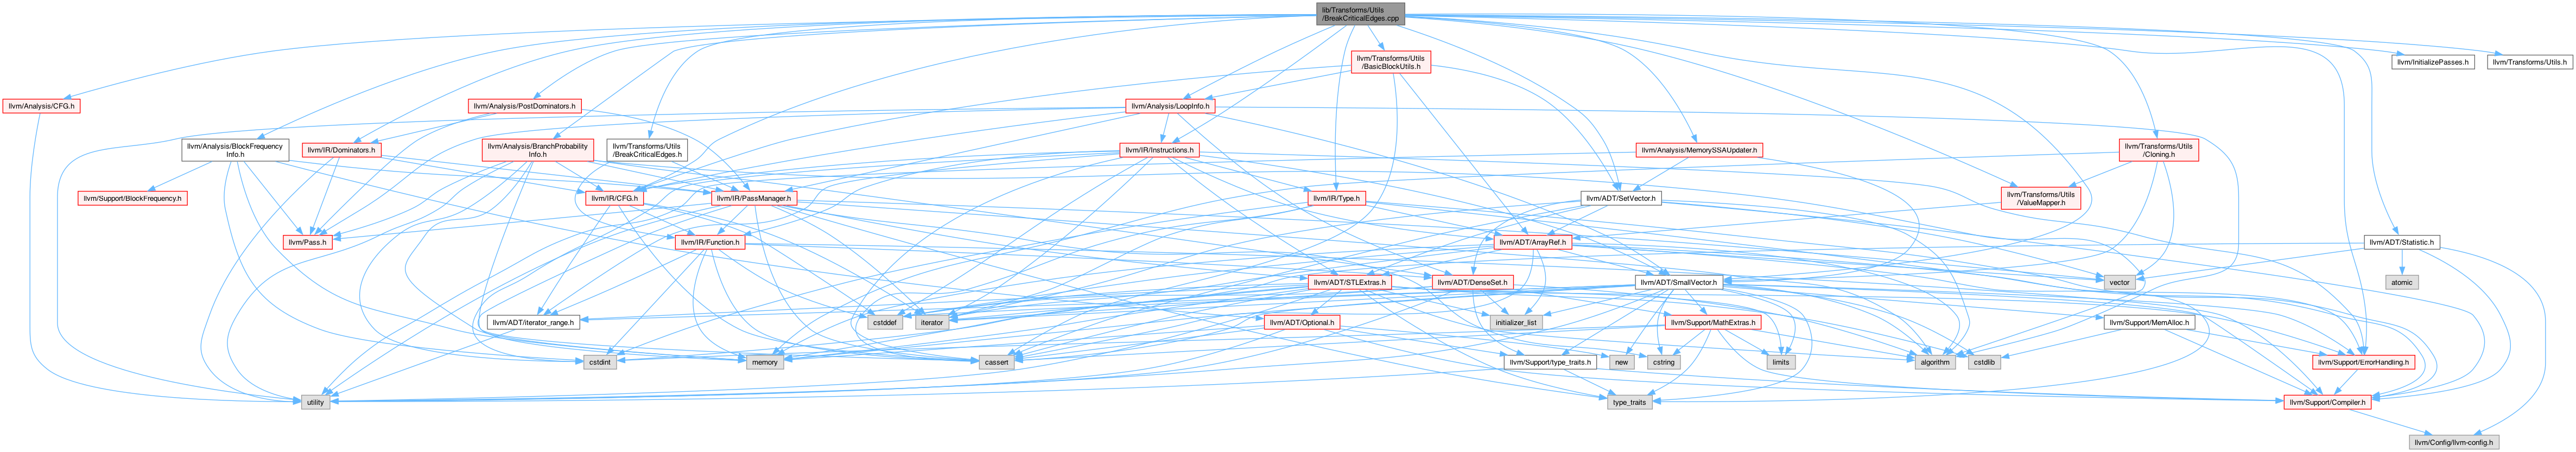 lib/Transforms/Utils
/BreakCriticalEdges.cpp
llvm/Transforms/Utils
/BasicBlockUtils.h
llvm/InitializePasses.h
llvm/Transforms/Utils.h
llvm/Analysis/CFG.h
llvm/Analysis/PostDominators.h
llvm/Analysis/LoopInfo.h
llvm/Analysis/BlockFrequency
Info.h
llvm/IR/Dominators.h
llvm/Analysis/BranchProbability
Info.h
llvm/Transforms/Utils
/BreakCriticalEdges.h
llvm/IR/Instructions.h
llvm/Analysis/MemorySSAUpdater.h
llvm/Transforms/Utils
/Cloning.h
llvm/Support/BlockFrequency.h
llvm/IR/CFG.h
llvm/IR/PassManager.h
llvm/IR/Type.h
llvm/ADT/SetVector.h
llvm/Transforms/Utils
/ValueMapper.h
llvm/Pass.h
llvm/IR/Function.h
llvm/ADT/ArrayRef.h
llvm/ADT/Statistic.h
llvm/ADT/STLExtras.h
llvm/ADT/DenseSet.h
llvm/ADT/SmallVector.h
vector
atomic
llvm/ADT/iterator_range.h
cstddef
iterator
llvm/ADT/Optional.h
initializer_list
llvm/Support/MathExtras.h
llvm/Support/MemAlloc.h
cstdint
memory
cassert
llvm/Support/type_traits.h
new
cstring
limits
algorithm
cstdlib
llvm/Support/ErrorHandling.h
utility
type_traits
llvm/Support/Compiler.h
llvm/Config/llvm-config.h